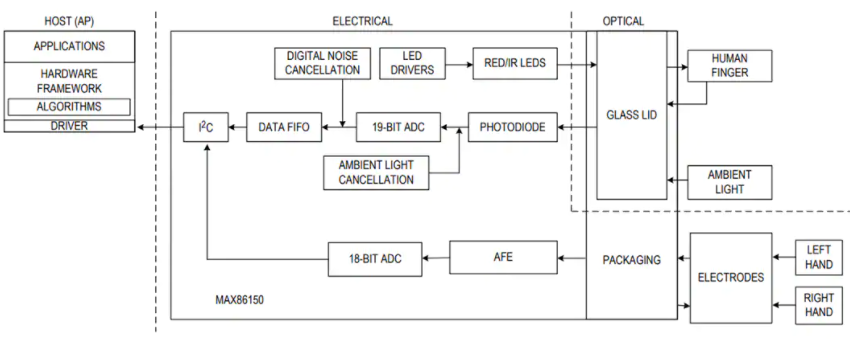 HOST (AP)
ELECTRICAL
OPTICAL
APPLICATIONS
HARDWARE
FRAMEWORK
ALGORITHMS
DRIVER
DIGITAL NOISE
CANCELLATION
LED
DRIVERS
RED/IR LEDS
HUMAN
FINGER
I²C
DATA FIFO
19-BIT ADC
PHOTODIODE
GLASS LID
AMBIENT LIGHT
CANCELLATION
AMBIENT
LIGHT
18-BIT ADC
AFE
PACKAGING
ELECTRODES
LEFT
HAND
RIGHT
HAND
MAX86150